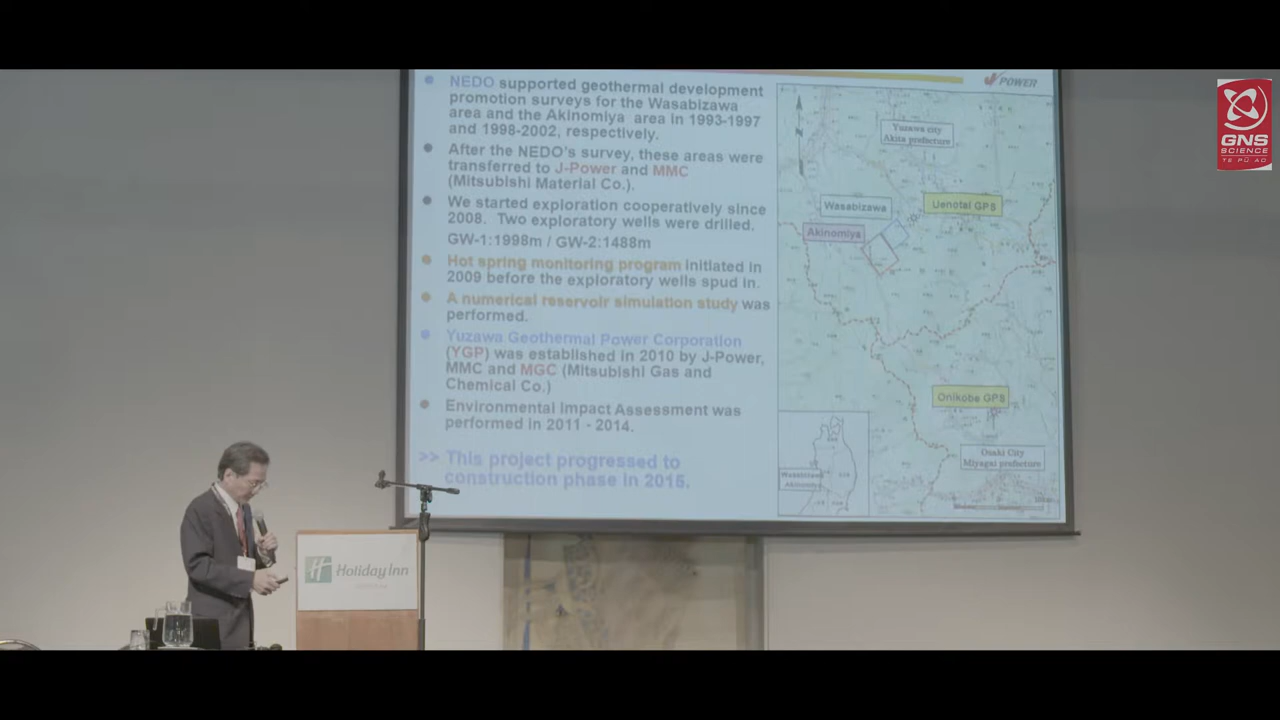 NEDO supported geothermal development
promotion surveys for the Wasabizawa
area and the Akinomiya area in 1993-1997
and 1998-2002, respectively.
After the NEDO's survey, these areas were
transferred to J-Power and MMC
(Mitsubishi Material Co.).
We started exploration cooperatively since
2008. Two exploratory wells were drilled.
GW-1:1998m / GW-2:1488m
Hot spring monitoring program initiated in
2009 before the exploratory wells spud in.
A numerical reservoir simulation study was
performed.
Yuzawa Geothermal Power Corporation
(YGP) was established in 2010 by J-Power,
MMC and MGC (Mitsubishi Gas and
Chemical Co.)
Environmental Impact Assessment was
performed in 2011 - 2014.
>> This project progressed to
construction phase in 2015.
POWER
Yuzawa city
Akita prefecture
Wasabizawa
Uenotai GPS
Akinomiya
Onikobe GPS
Osaki City
Miyagai prefecture
Wasabizawa
Akinomiya
GNS
SCIENCE
TE PŪ AO
Holiday Inn